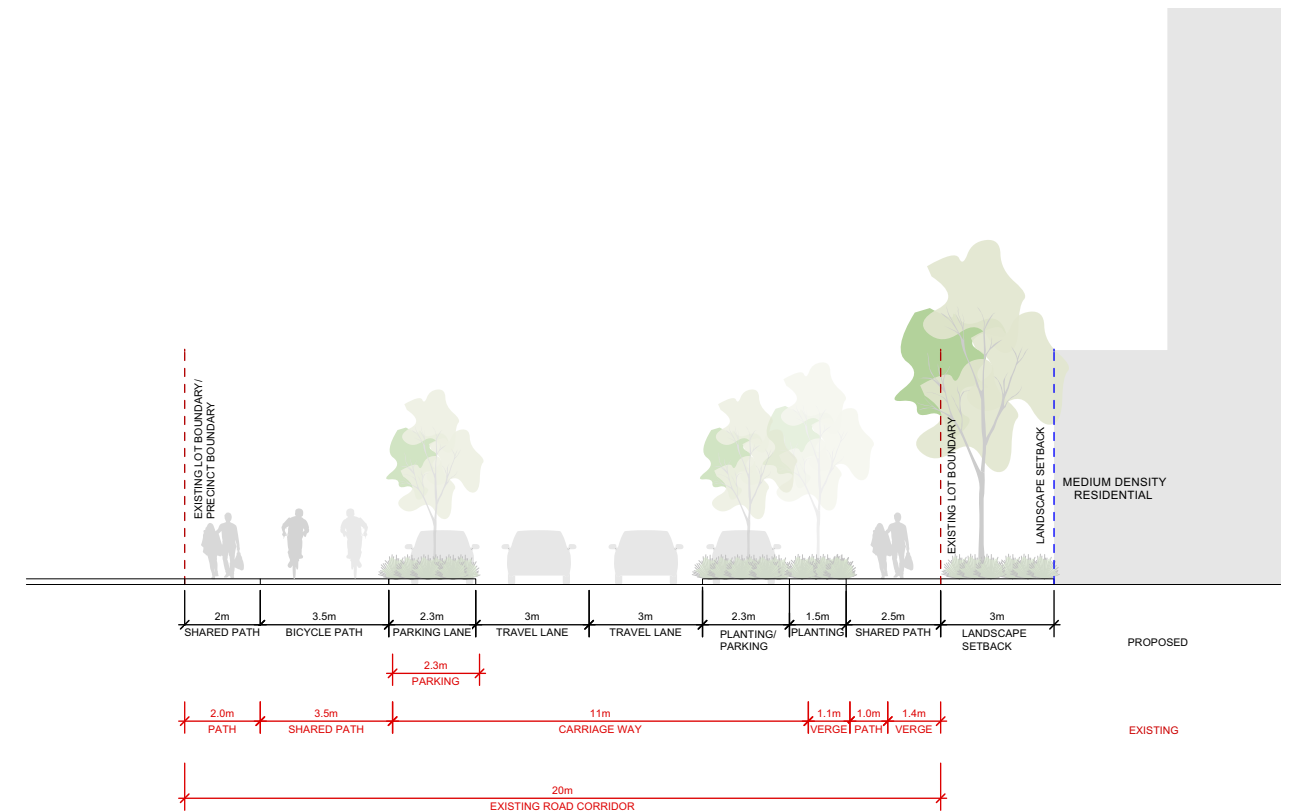 EXISTING LOT BOUNDARY/
PRECINCT BOUNDARY
EXISTING LOT BOUNDARY
LANDSCAPE SETBACK
MEDIUM DENSITY
RESIDENTIAL
2m
SHARED PATH
3.5m
BICYCLE PATH
2.3m
PARKING LANE
3m
TRAVEL LANE
3m
TRAVEL LANE
2.3m
PLANTING/
PARKING
1.5m
PLANTING
2.5m
SHARED PATH
3m
LANDSCAPE
SETBACK
PROPOSED
2.3m
PARKING
2.0m
PATH
3.5m
SHARED PATH
11m
CARRIAGE WAY
1.1m
VERGE
1.0m
PATH
1.4m
VERGE
EXISTING
20m
EXISTING ROAD CORRIDOR